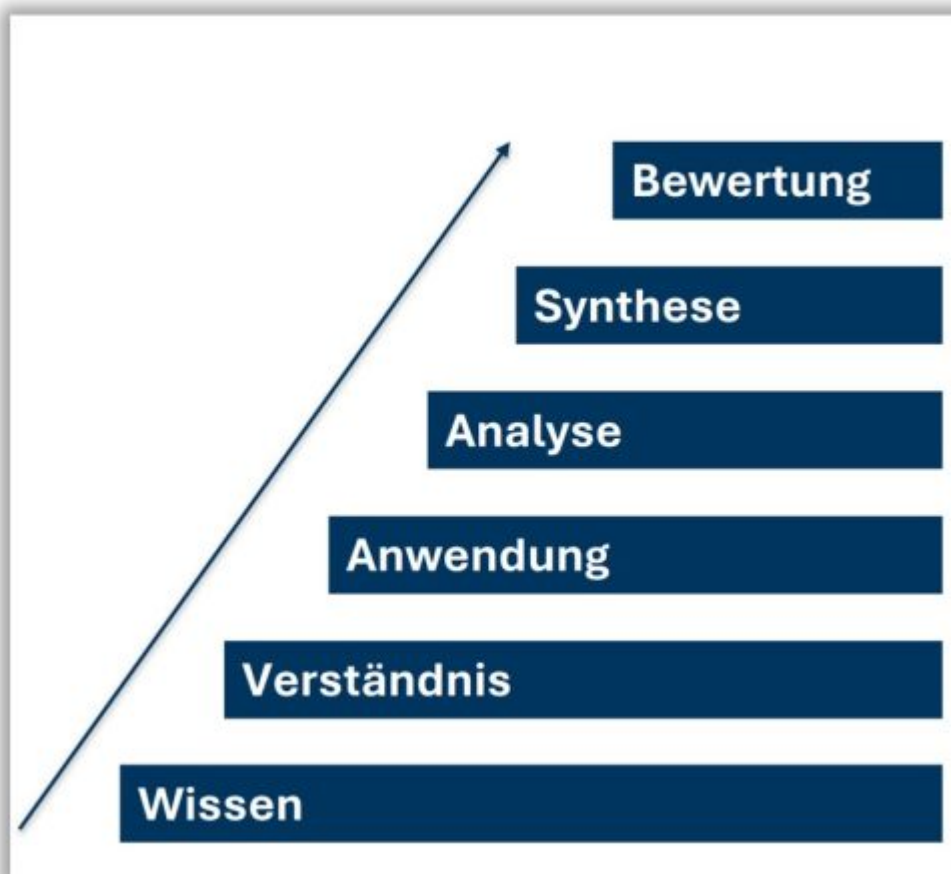 Bewertung
Synthese
Analyse
Anwendung
Verständnis
Wissen